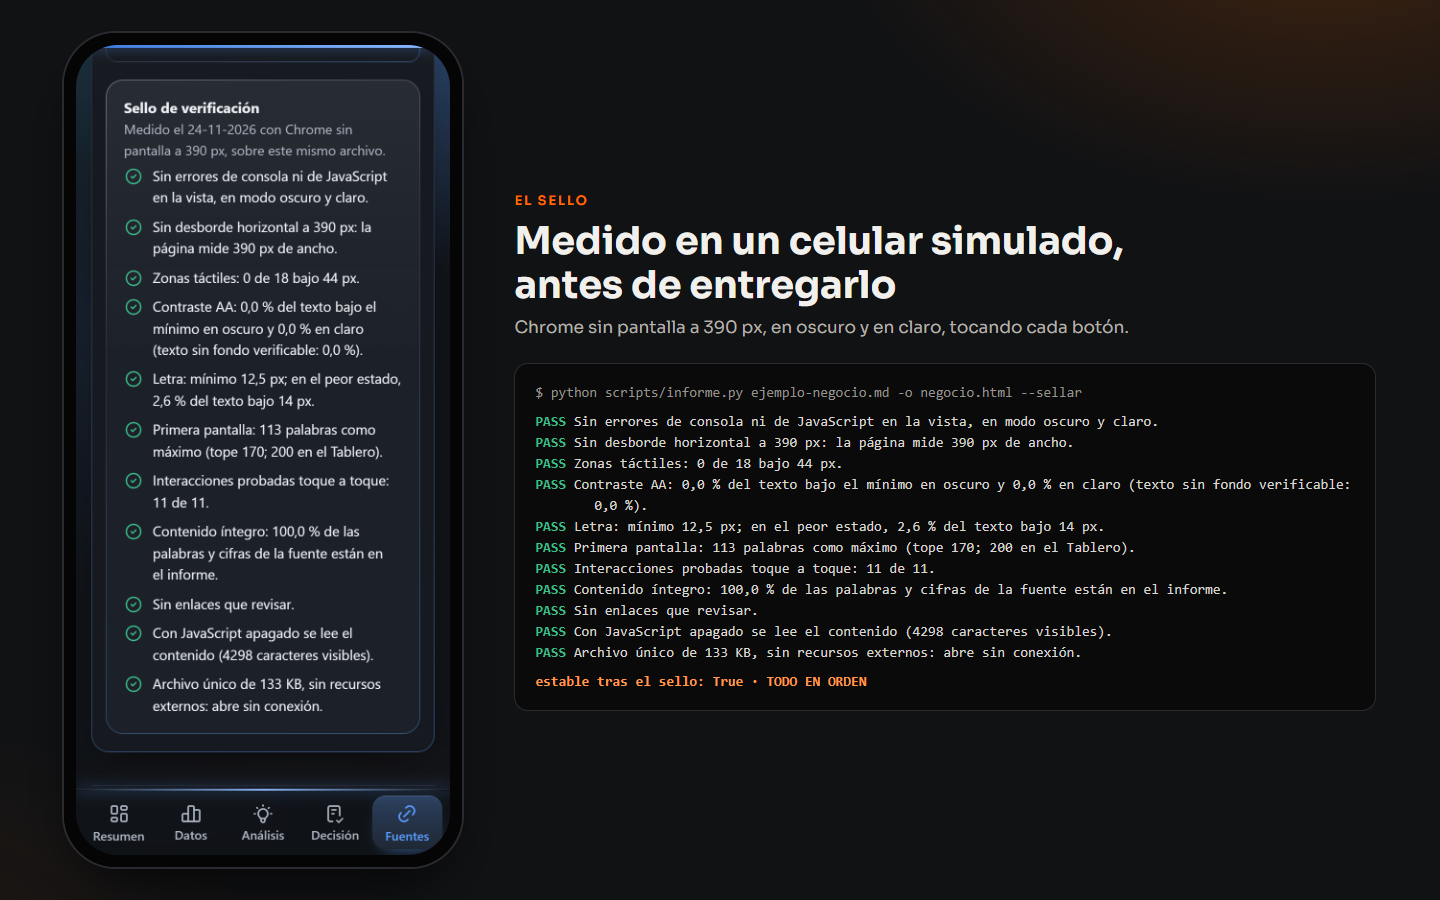 Sello de verificación
Medido el 24-11-2026 con Chrome sin
pantalla a 390 px, sobre este mismo archivo.
Sin errores de consola ni de JavaScript
en la vista, en modo oscuro y claro.
Sin desborde horizontal a 390 px: la
página mide 390 px de ancho.
Zonas táctiles: 0 de 18 bajo 44 px.
Contraste AA: 0,0 % del texto bajo el
mínimo en oscuro y 0,0 % en claro
(texto sin fondo verificable: 0,0 %).
Letra: mínimo 12,5 px; en el peor estado,
2,6 % del texto bajo 14 px.
Primera pantalla: 113 palabras como
máximo (tope 170; 200 en el Tablero).
Interacciones probadas toque a toque:
11 de 11.
Contenido íntegro: 100,0 % de las
palabras y cifras de la fuente están en
el informe.
Sin enlaces que revisar.
Con JavaScript apagado se lee el
contenido (4298 caracteres visibles).
Archivo único de 133 KB, sin recursos
externos: abre sin conexión.
Resumen
Datos
Análisis
Decisión
Fuentes
EL SELLO
Medido en un celular simulado,
antes de entregarlo
Chrome sin pantalla a 390 px, en oscuro y en claro, tocando cada botón.
$ python scripts/informe.py ejemplo-negocio.md -o negocio.html --sellar
PASS Sin errores de consola ni de JavaScript en la vista, en modo oscuro y claro.
PASS Sin desborde horizontal a 390 px: la página mide 390 px de ancho.
PASS Zonas táctiles: 0 de 18 bajo 44 px.
PASS Contraste AA: 0,0 % del texto bajo el mínimo en oscuro y 0,0 % en claro (texto sin fondo verificable:
0,0 %).
PASS Letra: mínimo 12,5 px; en el peor estado, 2,6 % del texto bajo 14 px.
PASS Primera pantalla: 113 palabras como máximo (tope 170; 200 en el Tablero).
PASS Interacciones probadas toque a toque: 11 de 11.
PASS Contenido íntegro: 100,0 % de las palabras y cifras de la fuente están en el informe.
PASS Sin enlaces que revisar.
PASS Con JavaScript apagado se lee el contenido (4298 caracteres visibles).
PASS Archivo único de 133 KB, sin recursos externos: abre sin conexión.
estable tras el sello: True · TODO EN ORDEN